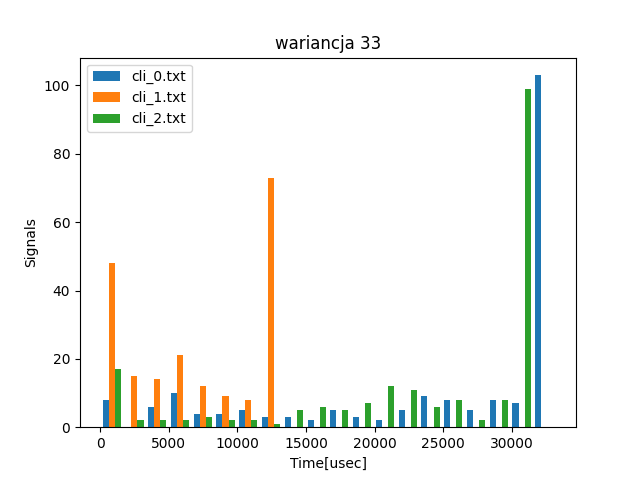 wariancja 33
cli_0.txt
cli_1.txt
cli_2.txt
Signals
100
80
60
40
20
0
0 5000 10000 15000 20000 25000 30000
Time[usec]